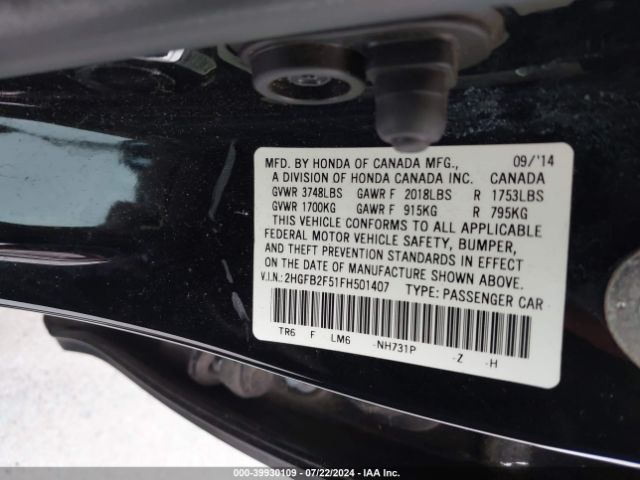 MFD. BY HONDA OF CANADA MFG., 09/'14
A DIVISION OF HONDA CANADA INC. CANADA
GVWR 3748LBS GAWR F 2018LBS R 1753LBS
GVWR 1700KG GAWR F 915KG R 795KG
THIS VEHICLE CONFORMS TO ALL APPLICABLE
FEDERAL MOTOR VEHICLE SAFETY, BUMPER,
AND THEFT PREVENTION STANDARDS IN EFFECT
ON THE DATE OF MANUFACTURE SHOWN ABOVE.
V.I.N.: 2HGFB2F51FH501407 TYPE: PASSENGER CAR
TR6 F LM6 -NH731P -Z -H
000-39930109 - 07/22/2024 - IAA Inc.